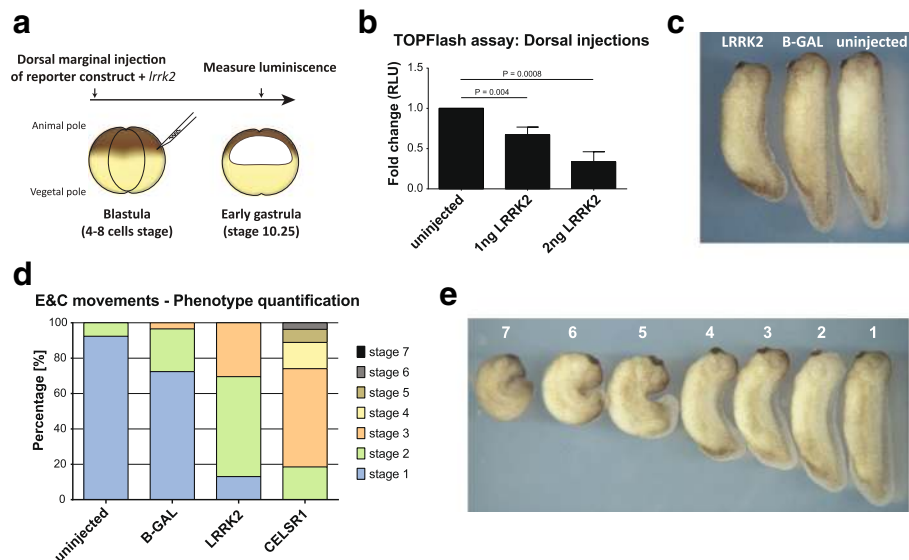 a
Dorsal marginal injection
of reporter construct + lrrk2
Measure luminiscence
Animal pole
Vegetal pole
Blastula
(4-8 cells stage)
Early gastrula
(stage 10.25)
b
TOPFlash assay: Dorsal injections
Fold change (RLU)
P = 0.0008
P = 0.004
1.0
0.5
0.0
uninjected
1ng LRRK2
2ng LRRK2
c
LRRK2 B-GAL uninjected
d
E&C movements - Phenotype quantification
Percentage [%]
100
80
60
40
20
0
uninjected
B-GAL
LRRK2
CELSR1
stage 7
stage 6
stage 5
stage 4
stage 3
stage 2
stage 1
e
7 6 5 4 3 2 1